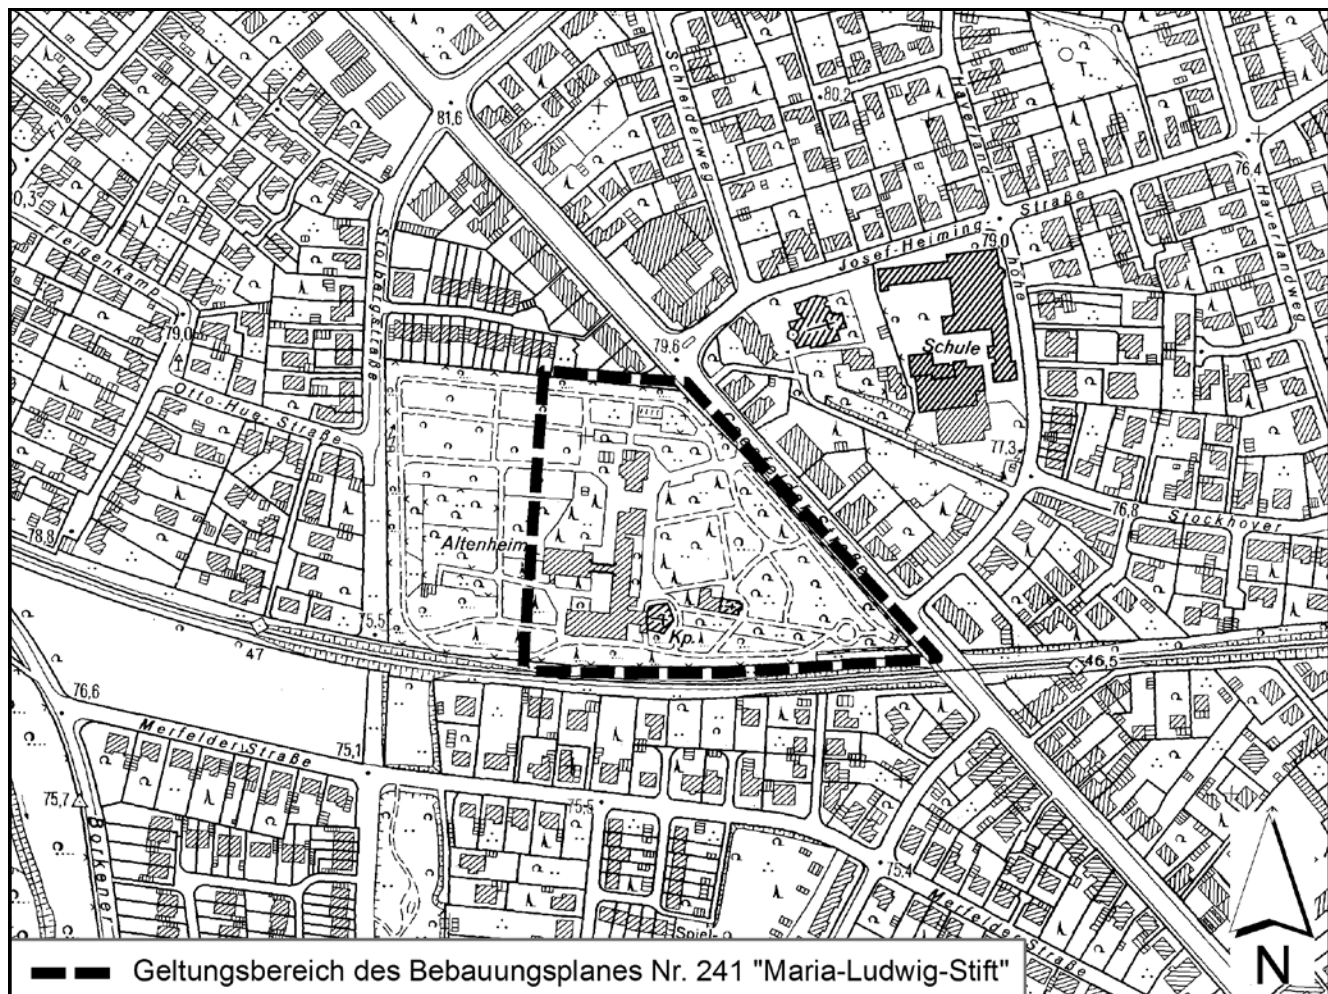 Flage
81,6
Schleiderweg
80,2
Haverland-
höhe
T...
76,4
Haverlandweg
0,3
Fleidenkamp
Stolbergstraße
Josef-Heiming-
Straße
79,0
79,0
79,6
Schule
Otto-Hue-Straße
77,3
76,8
Stockhover
78,8
Altenheim
75,5
Kp.
47
46,5
76,6
Merfelder Straße
75,1
75,7
75,5
75,4
Merfelder Straße
Spiel-
N
Geltungsbereich des Bebauungsplanes Nr. 241 "Maria-Ludwig-Stift"